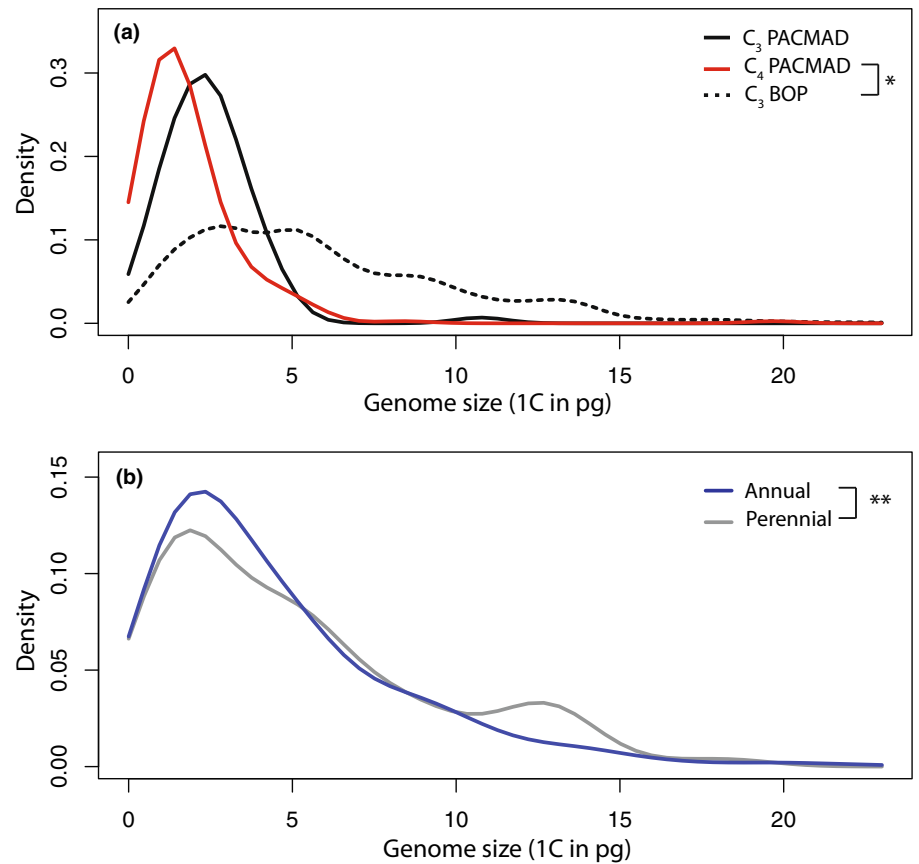 (a)
C₃ PACMAD
C₄ PACMAD
C₃ BOP
*
Density
0.0 0.1 0.2 0.3
0 5 10 15 20
Genome size (1C in pg)
(b)
Annual
Perennial
**
Density
0.00 0.05 0.10 0.15
0 5 10 15 20
Genome size (1C in pg)